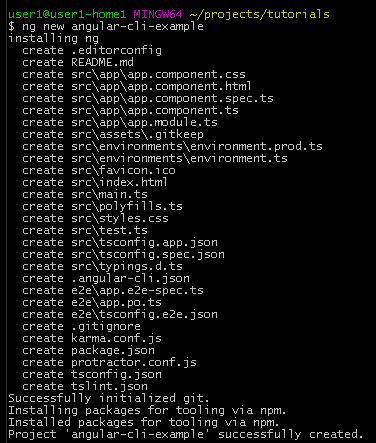 user1@user1-home1 MINGW64 ~/projects/tutorials
$ ng new angular-cli-example
installing ng
create .editorconfig
create README.md
create src\app\app.component.css
create src\app\app.component.html
create src\app\app.component.spec.ts
create src\app\app.component.ts
create src\app\app.module.ts
create src\assets\.gitkeep
create src\environments\environment.prod.ts
create src\environments\environment.ts
create src\favicon.ico
create src\index.html
create src\main.ts
create src\polyfills.ts
create src\styles.css
create src\test.ts
create src\tsconfig.app.json
create src\tsconfig.spec.json
create src\typings.d.ts
create .angular-cli.json
create e2e\app.e2e-spec.ts
create e2e\app.po.ts
create e2e\tsconfig.e2e.json
create .gitignore
create karma.conf.js
create package.json
create protractor.conf.js
create tsconfig.json
create tslint.json
Successfully initialized git.
Installing packages for tooling via npm.
Installed packages for tooling via npm.
Project 'angular-cli-example' successfully created.